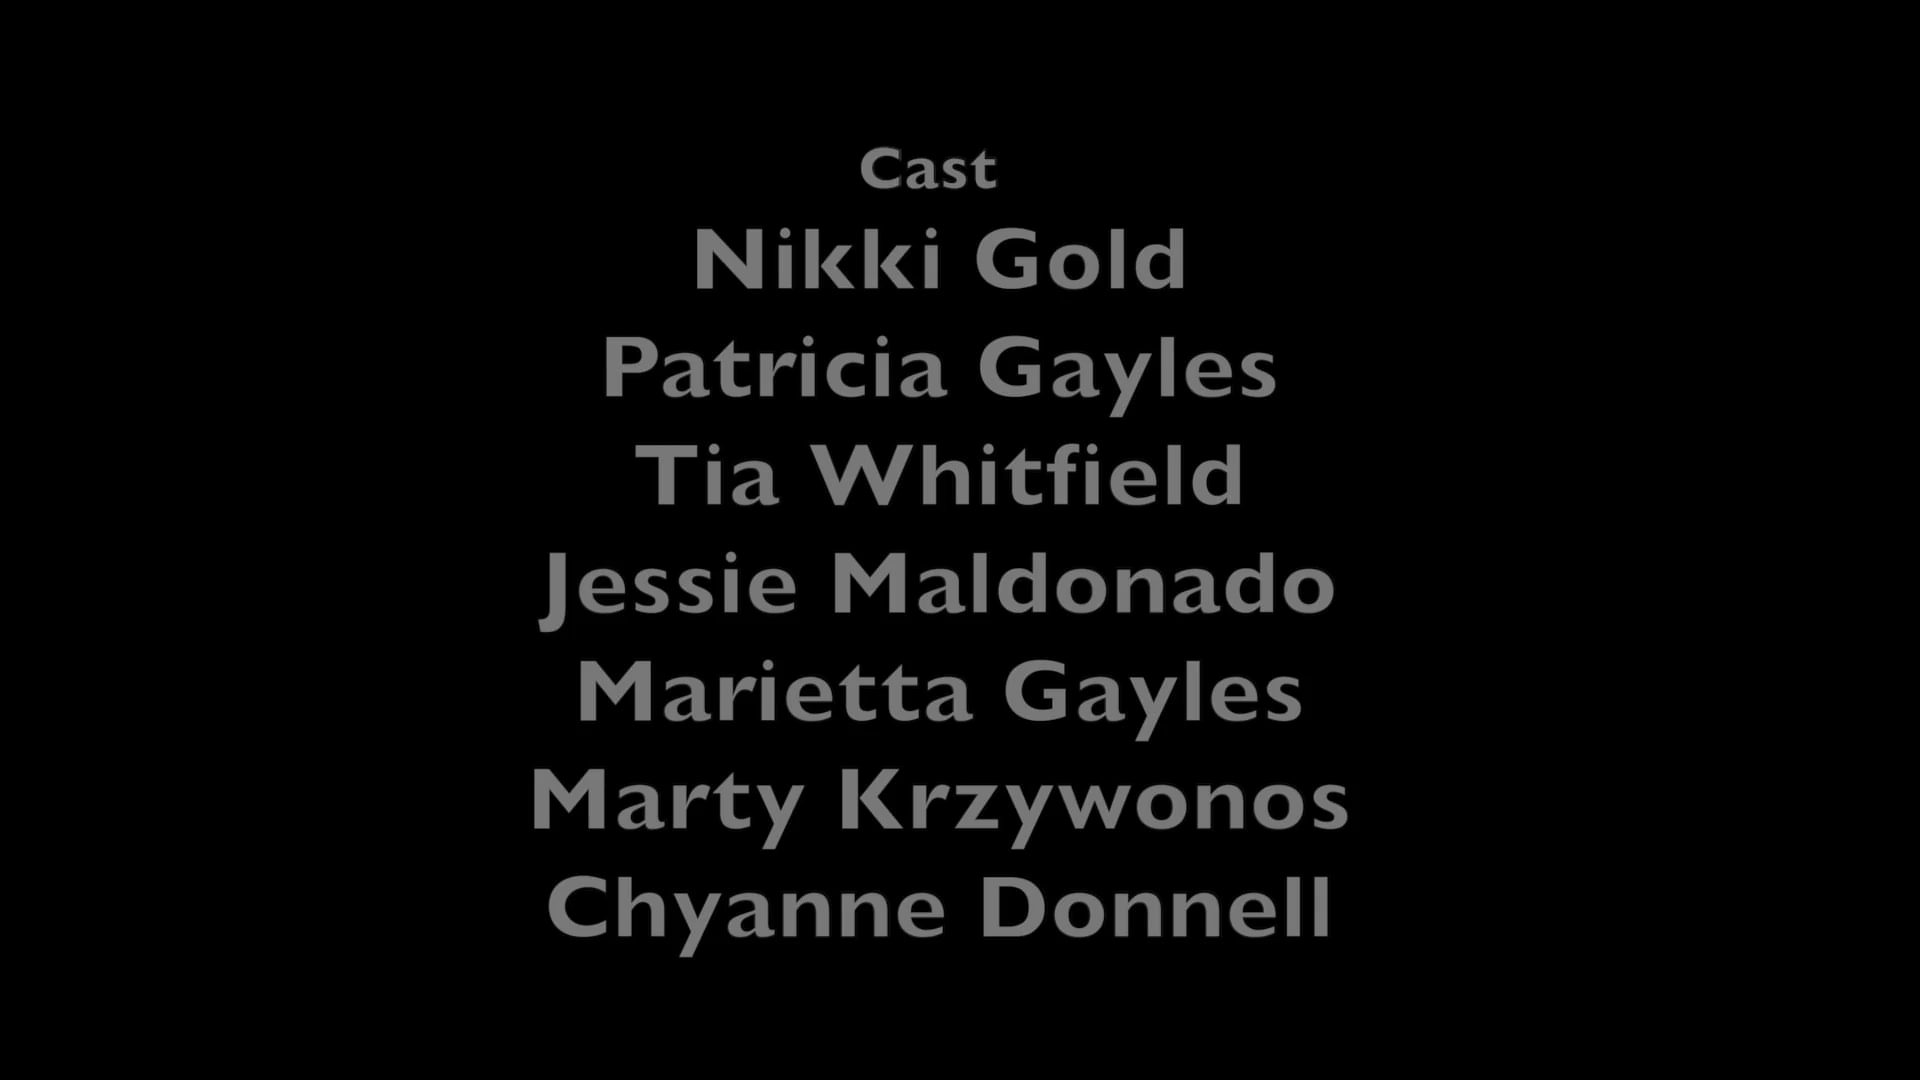 Cast
Nikki Gold
Patricia Gayles
Tia Whitfield
Jessie Maldonado
Marietta Gayles
Marty Krzywonos
Chyanne Donnell